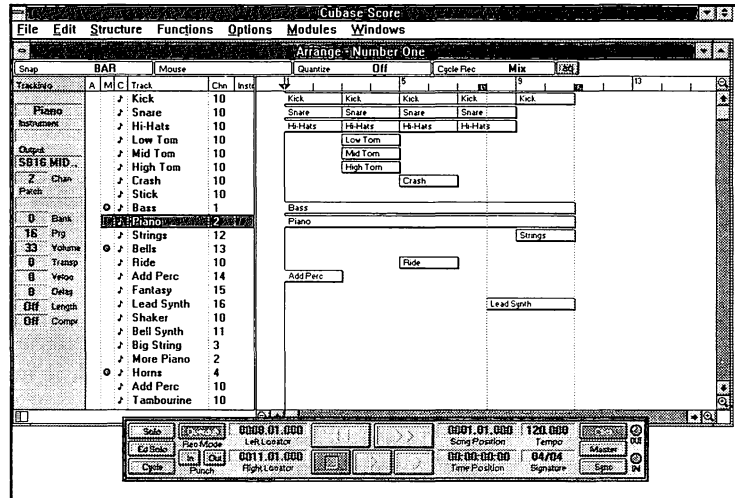 Cubase Score
File Edit Structure Functions Options Modules Windows
Arrange - Number One
Snap BAR Mouse Quantize Off Cycle Rec Mix
TrackInfo A M C Track Chn Instr 1 5 9 13
Piano
Instrument
Output
SB16 MID...
2 Chan
Patch
0 Bank
16 Prg
33 Volume
0 Transp
0 Veloc
0 Delay
Off Length
Off Compr
Kick 10
Snare 10
Hi-Hats 10
Low Tom 10
Mid Tom 10
High Tom 10
Crash 10
Stick 10
Bass 1
Piano 2
Strings 12
Bells 13
Ride 10
Add Perc 14
Fantasy 15
Lead Synth 16
Shaker 10
Bell Synth 11
Big String 3
More Piano 2
Horns 4
Add Perc 10
Tambourine 10
Kick Kick Kick Kick Kick
Snare Snare Snare Snare
Hi-Hats Hi-Hats Hi-Hats Hi-Hats
Low Tom
Mid Tom
High Tom
Crash
Bass
Piano
Strings
Ride
Add Perc
Lead Synth
Solo 0009.01.000 0001.01.000 120.000
Rec Mode Left Locator Song Position Tempo OUT
Ed Solo Master
In Out 0011.01.000 00:00:00:00 04/04
Cycle Punch Right Locator Time Position Signature Sync IN